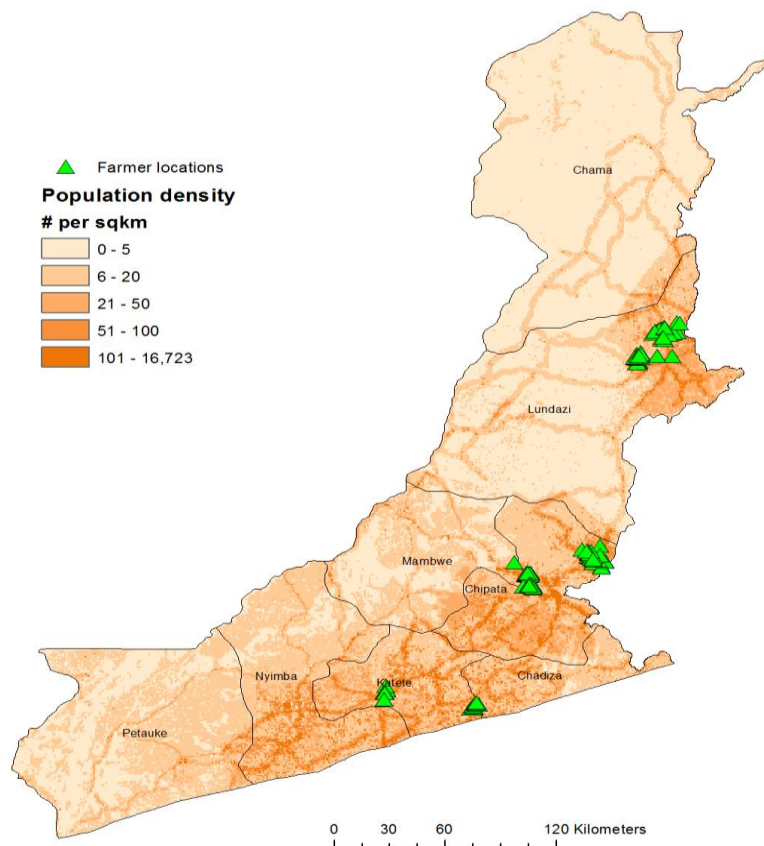 Farmer locations
Population density
# per sqkm
0 - 5
6 - 20
21 - 50
51 - 100
101 - 16,723
Chama
Lundazi
Mambwe
Chipata
Nyimba
Katete
Chadiza
Petauke
0 30 60 120 Kilometers